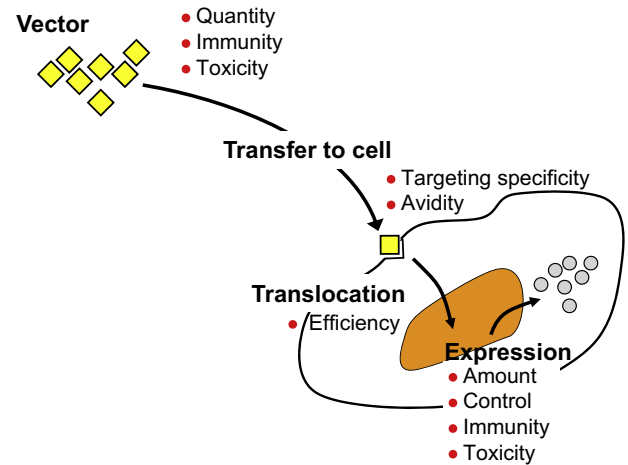 Vector
• Quantity
• Immunity
• Toxicity
Transfer to cell
• Targeting specificity
• Avidity
Translocation
• Efficiency
Expression
• Amount
• Control
• Immunity
• Toxicity